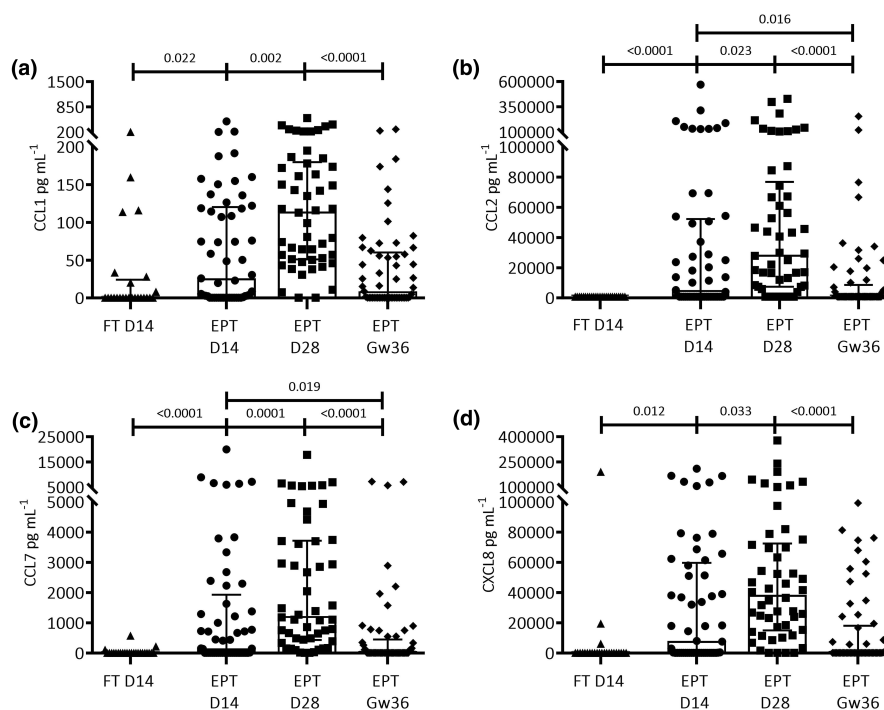 (a)
0.022
0.002
<0.0001
CCL1 pg mL⁻¹
1500
850
200
200
150
100
50
0
FT D14
EPT
D14
EPT
D28
EPT
Gw36
(b)
0.016
<0.0001
0.023
<0.0001
CCL2 pg mL⁻¹
600000
350000
100000
100000
80000
60000
40000
20000
0
FT D14
EPT
D14
EPT
D28
EPT
Gw36
(c)
0.019
<0.0001
0.0001
<0.0001
CCL7 pg mL⁻¹
25000
15000
5000
5000
4000
3000
2000
1000
0
FT D14
EPT
D14
EPT
D28
EPT
Gw36
(d)
0.012
0.033
<0.0001
CXCL8 pg mL⁻¹
400000
250000
100000
100000
80000
60000
40000
20000
0
FT D14
EPT
D14
EPT
D28
EPT
Gw36